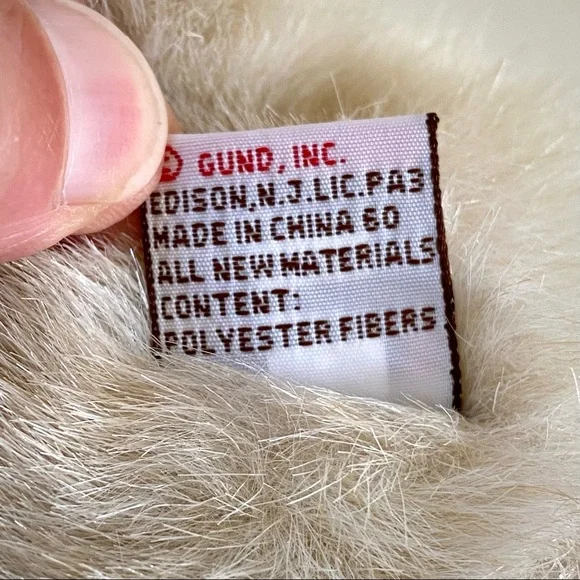 © GUND, INC.
EDISON, N.J. LIC. PA3
MADE IN CHINA 60
ALL NEW MATERIALS
CONTENT:
POLYESTER FIBERS